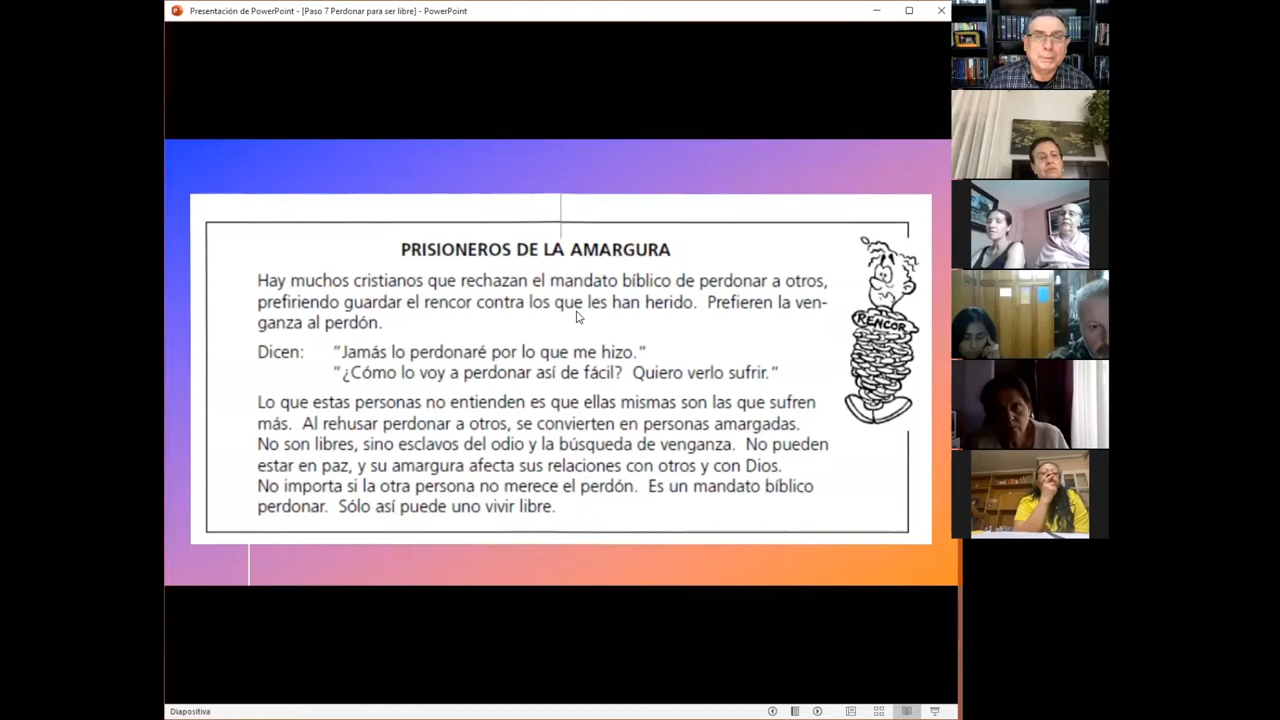 Presentación de PowerPoint - [Paso 7 Perdonar para ser libre] - PowerPoint
PRISIONEROS DE LA AMARGURA
Hay muchos cristianos que rechazan el mandato bíblico de perdonar a otros,
prefiriendo guardar el rencor contra los que les han herido. Prefieren la ven-
ganza al perdón.
Dicen: “Jamás lo perdonaré por lo que me hizo.“
“¿Cómo lo voy a perdonar así de fácil? Quiero verlo sufrir.”
Lo que estas personas no entienden es que ellas mismas son las que sufren
más. Al rehusar perdonar a otros, se convierten en personas amargadas.
No son libres, sino esclavos del odio y la búsqueda de venganza. No pueden
estar en paz, y su amargura afecta sus relaciones con otros y con Dios.
No importa si la otra persona no merece el perdón. Es un mandato bíblico
perdonar. Sólo así puede uno vivir libre.
RENCOR
Diapositiva